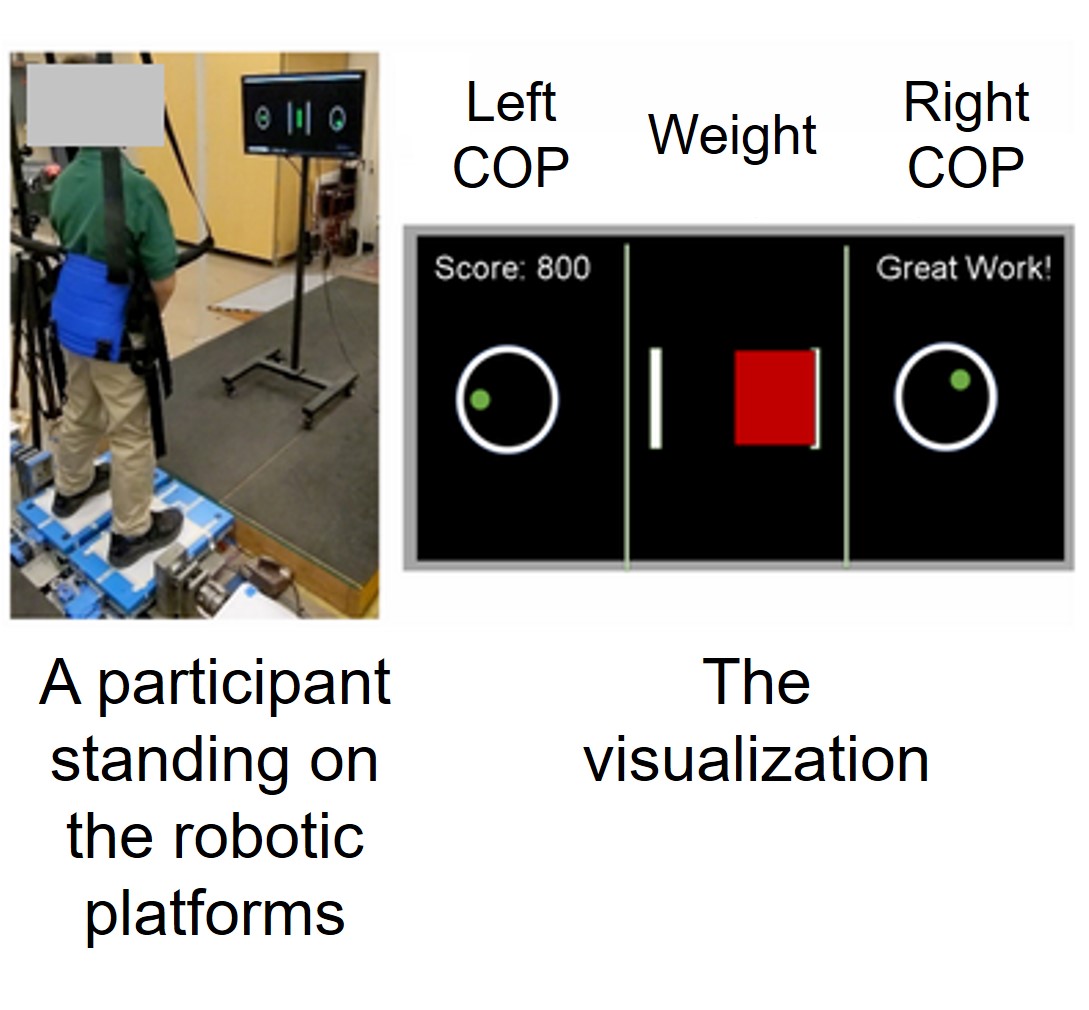 Left
COP
Weight
Right
COP
Score: 800
Great Work!
A participant
standing on
the robotic
platforms
The
visualization